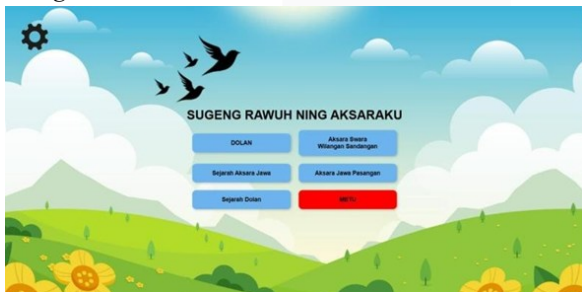 SUGENG RAWUH NING AKSARAKU
DOLAN
Aksara Swara
Wilangan Sandangan
Sejarah Aksara Jawa
Aksara Jawa Pasangan
Sejarah Dolan
METU